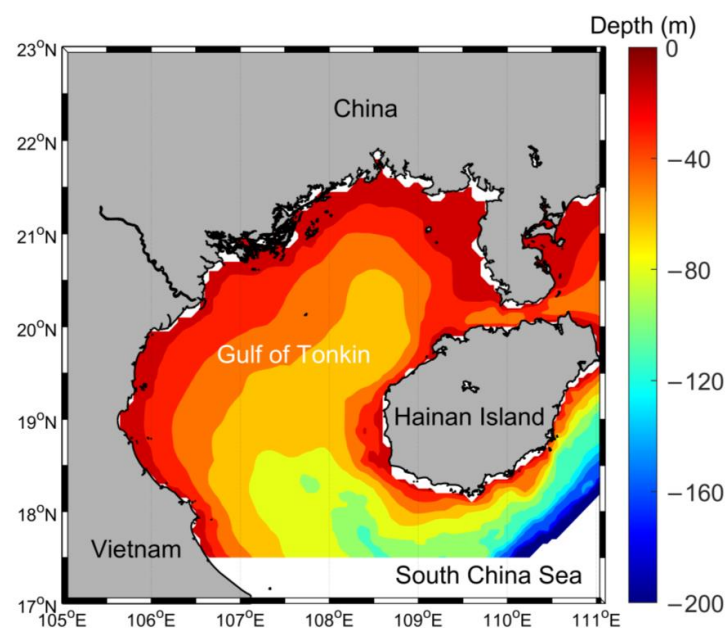 Depth (m)
23°N
22°N
21°N
20°N
19°N
18°N
17°N
105°E
106°E
107°E
108°E
109°E
110°E
111°E
China
Gulf of Tonkin
Hainan Island
Vietnam
South China Sea
0
−40
−80
−120
−160
−200